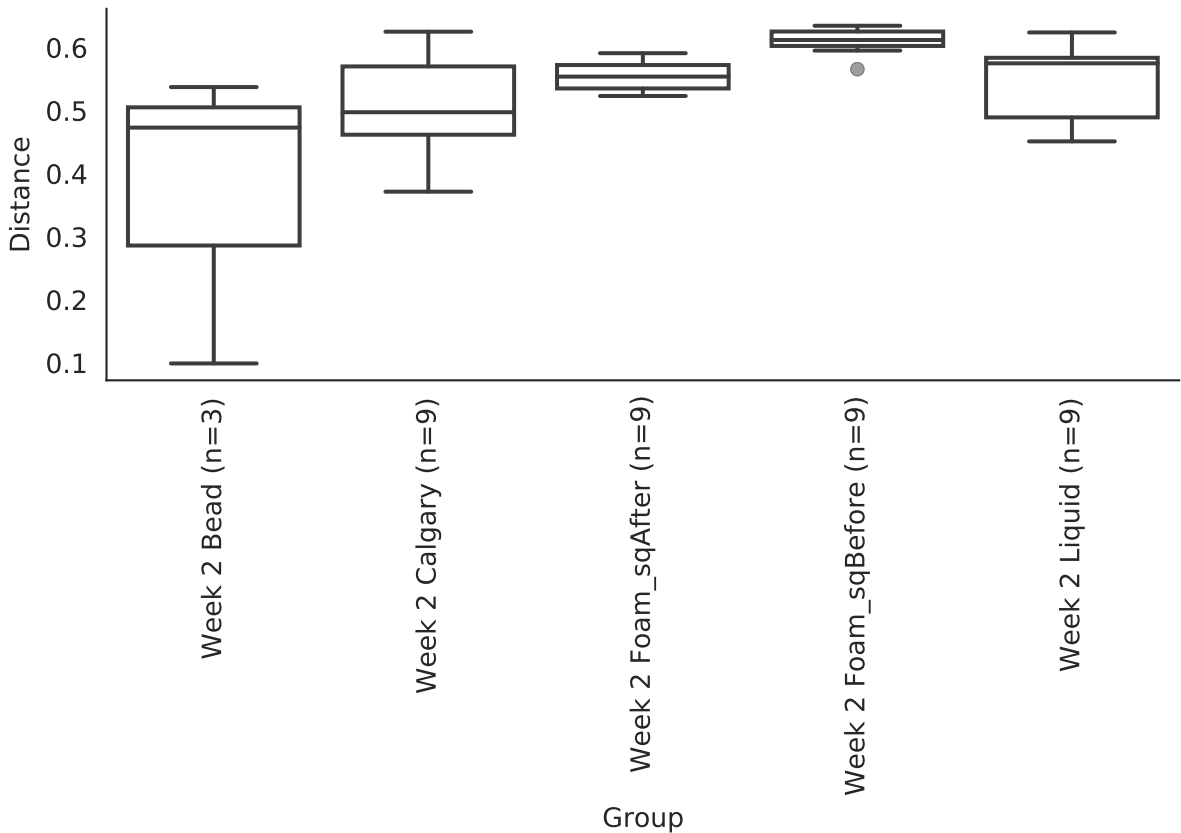 Distance
0.6
0.5
0.4
0.3
0.2
0.1
Week 2 Bead (n=3)
Week 2 Calgary (n=9)
Week 2 Foam_sqAfter (n=9)
Week 2 Foam_sqBefore (n=9)
Week 2 Liquid (n=9)
Group